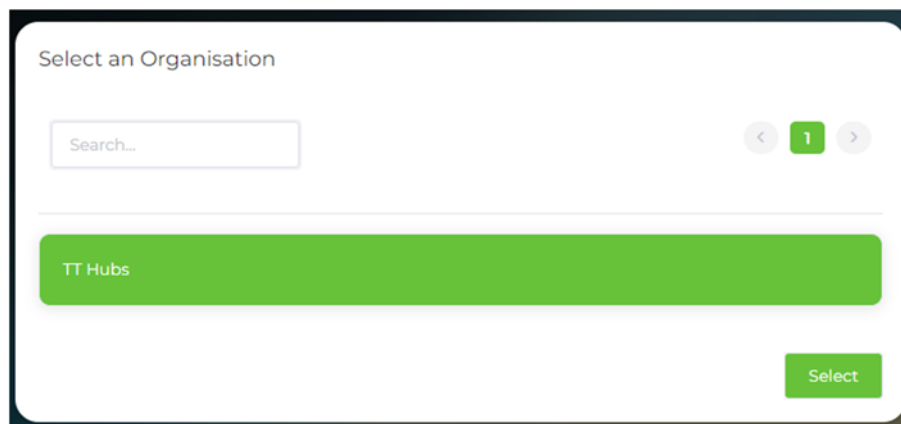 Select an Organisation
Search...
< 1 >
TT Hubs
Select